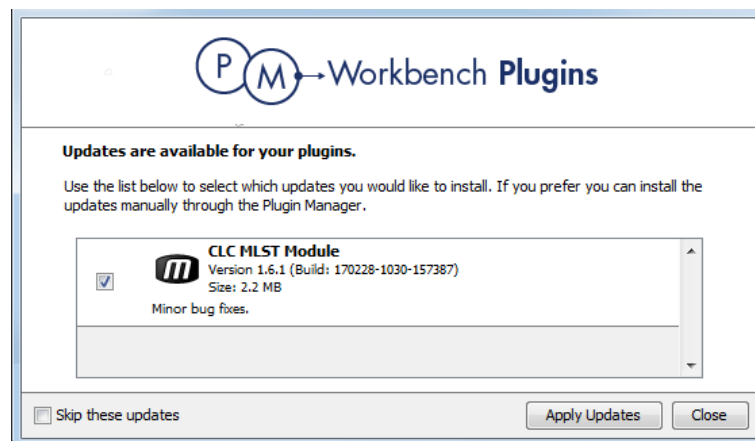 P M Workbench Plugins
Updates are available for your plugins.
Use the list below to select which updates you would like to install. If you prefer you can install the
updates manually through the Plugin Manager.
m
CLC MLST Module
Version 1.6.1 (Build: 170228-1030-157387)
Size: 2.2 MB
Minor bug fixes.
Skip these updates
Apply Updates
Close